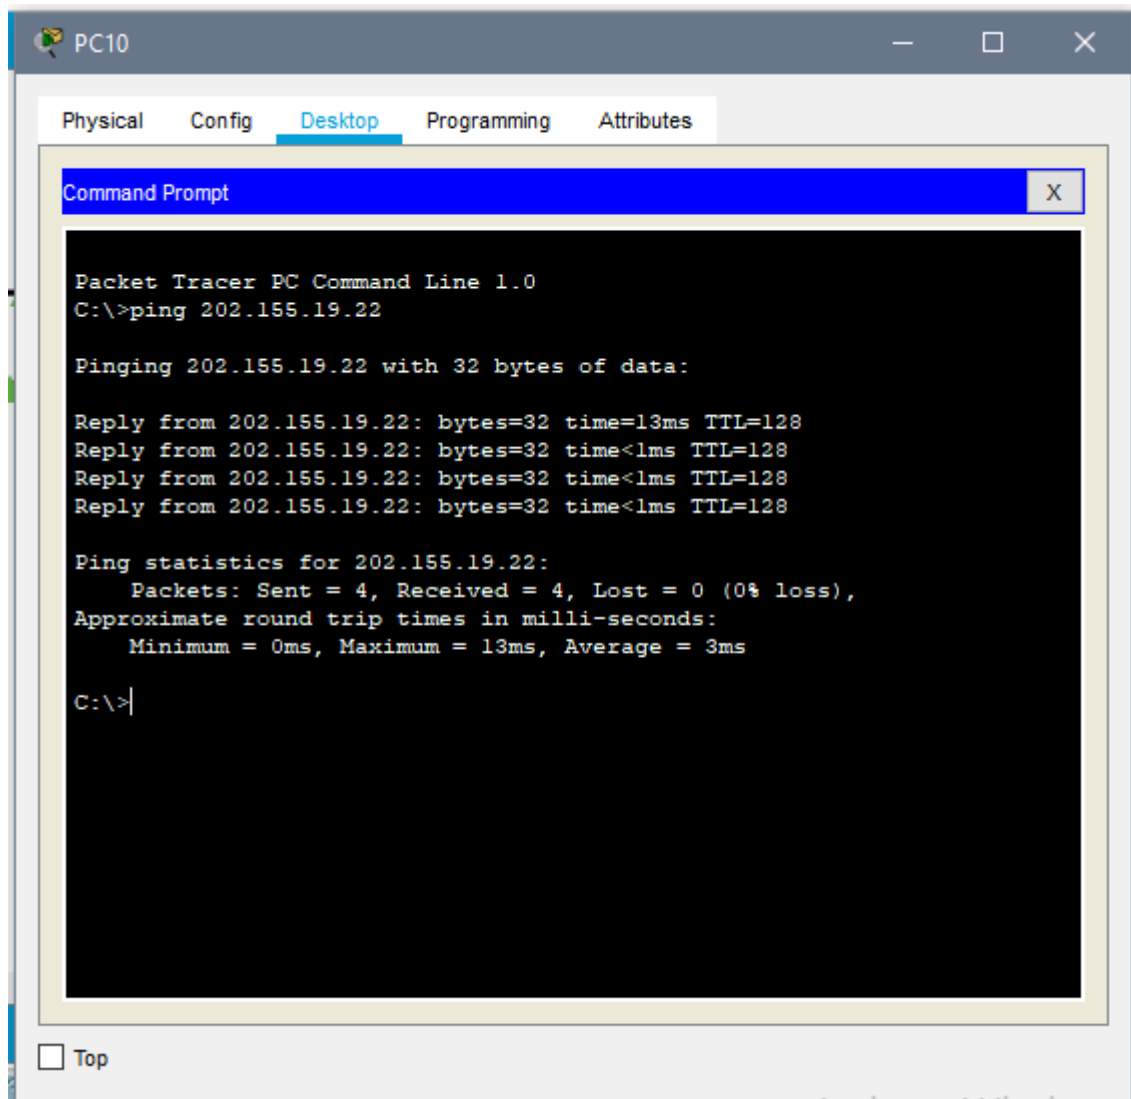 PC10
Physical Config Desktop Programming Attributes
Command Prompt X
Packet Tracer PC Command Line 1.0
C:\>ping 202.155.19.22
Pinging 202.155.19.22 with 32 bytes of data:
Reply from 202.155.19.22: bytes=32 time=13ms TTL=128
Reply from 202.155.19.22: bytes=32 time<1ms TTL=128
Reply from 202.155.19.22: bytes=32 time<1ms TTL=128
Reply from 202.155.19.22: bytes=32 time<1ms TTL=128
Ping statistics for 202.155.19.22:
Packets: Sent = 4, Received = 4, Lost = 0 (0% loss),
Approximate round trip times in milli-seconds:
Minimum = 0ms, Maximum = 13ms, Average = 3ms
C:\>
Top